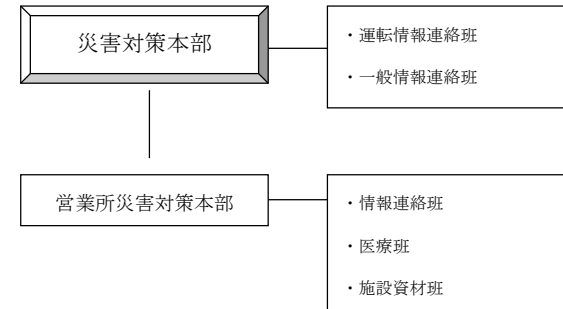 災害対策本部
・運転情報連絡班
・一般情報連絡班
営業所災害対策本部
・情報連絡班
・医療班
・施設資材班